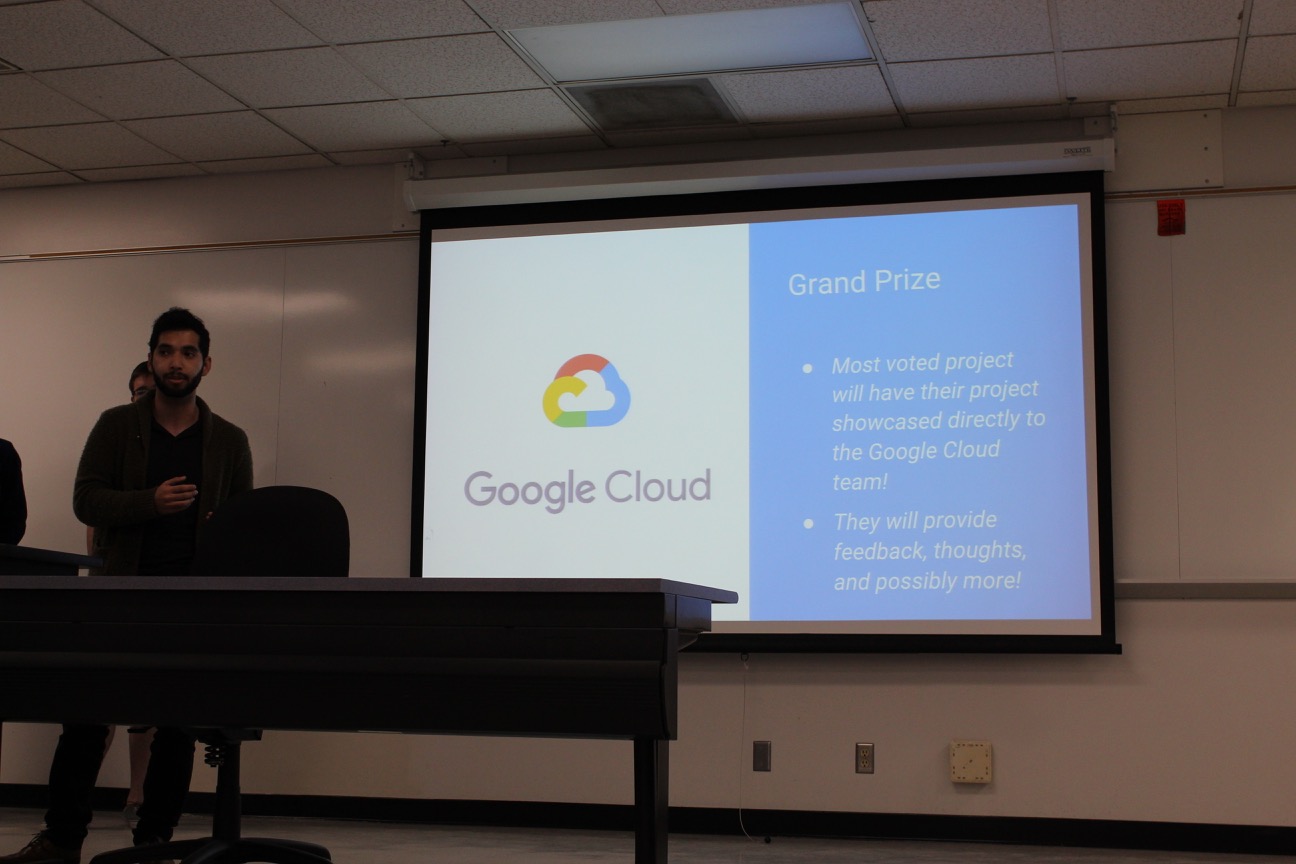 Grand Prize
Google Cloud
● Most voted project
will have their project
showcased directly to
the Google Cloud
team!
● They will provide
feedback, thoughts,
and possibly more!